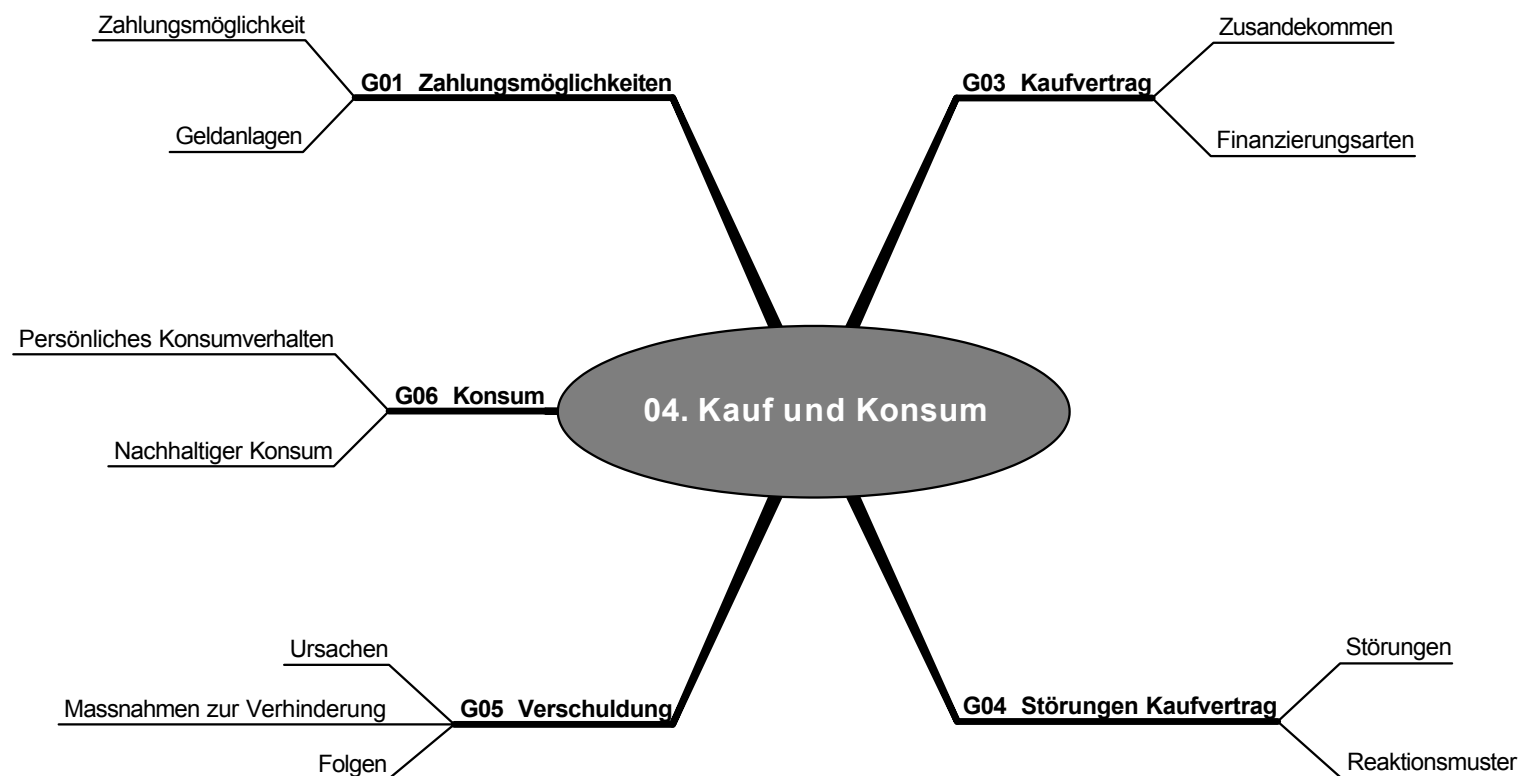 Zahlungsmöglichkeit
G01 Zahlungsmöglichkeiten
Geldanlagen
Zusandekommen
G03 Kaufvertrag
Finanzierungsarten
Persönliches Konsumverhalten
G06 Konsum
Nachhaltiger Konsum
04. Kauf und Konsum
Ursachen
Massnahmen zur Verhinderung
G05 Verschuldung
Folgen
Störungen
G04 Störungen Kaufvertrag
Reaktionsmuster